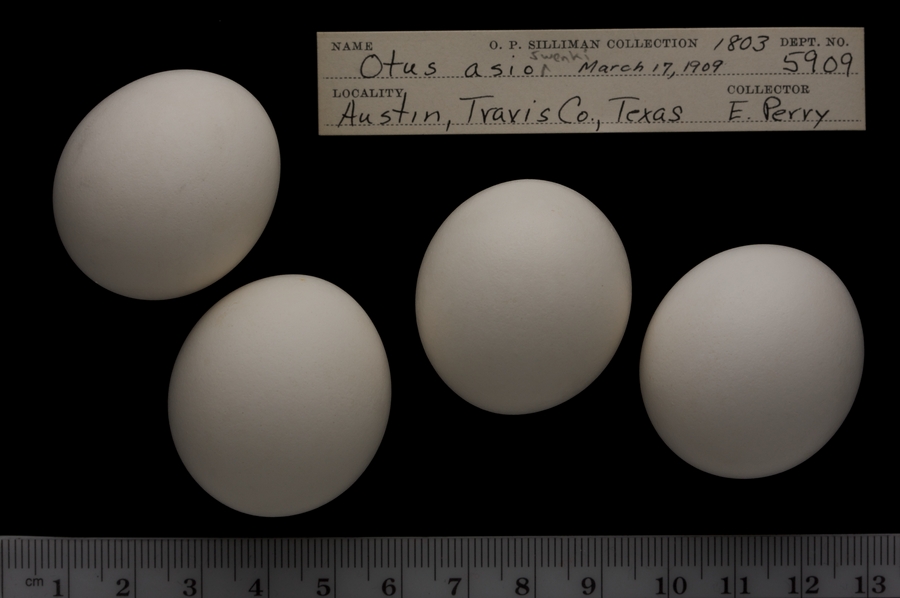 NAME O. P. SILLIMAN COLLECTION 1803 DEPT. NO.
Otus asio March 17, 1909 5909
LOCALITY COLLECTOR
Austin, Travis Co., Texas E. Perry
cm 1 2 3 4 5 6 7 8 9 10 11 12 13